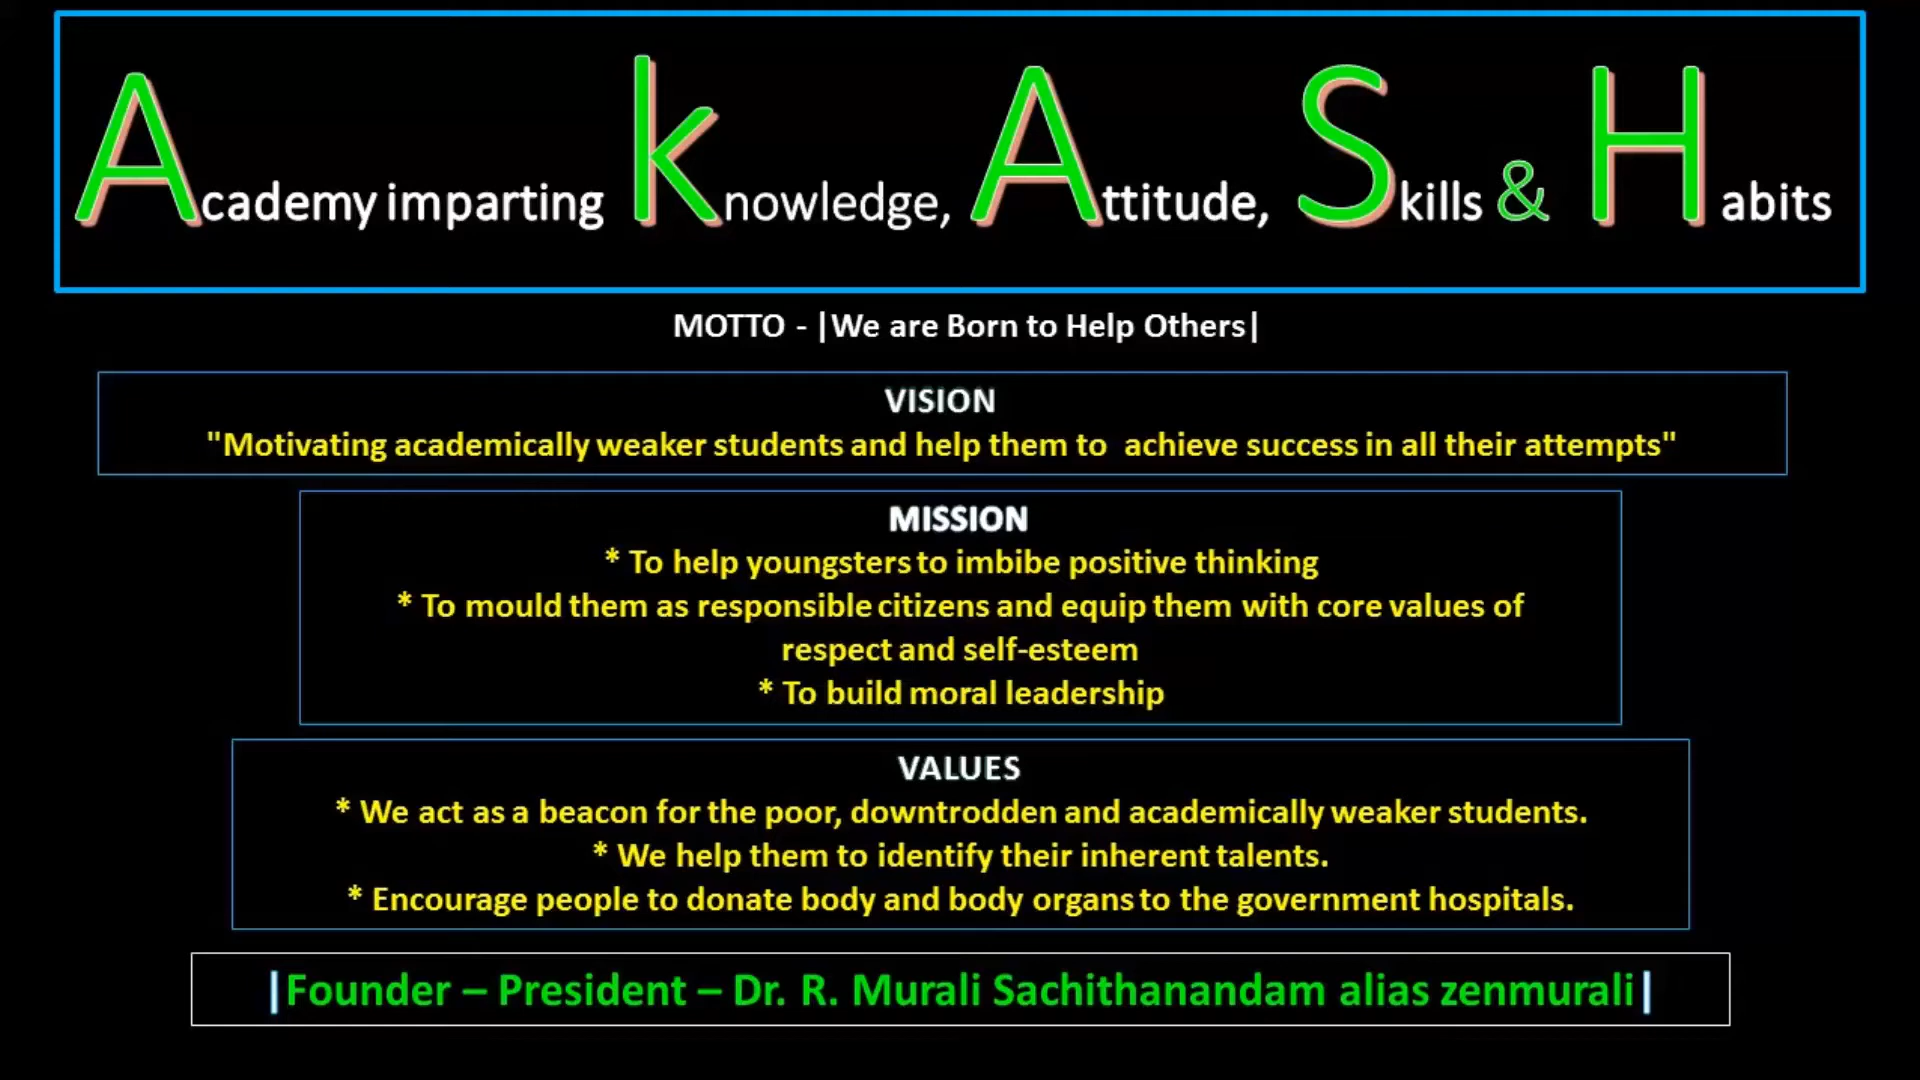 Academy imparting knowledge, Attitude, Skills & Habits
MOTTO - |We are Born to Help Others|
VISION
"Motivating academically weaker students and help them to achieve success in all their attempts"
MISSION
* To help youngsters to imbibe positive thinking
* To mould them as responsible citizens and equip them with core values of
respect and self-esteem
* To build moral leadership
VALUES
* We act as a beacon for the poor, downtrodden and academically weaker students.
* We help them to identify their inherent talents.
* Encourage people to donate body and body organs to the government hospitals.
|Founder – President – Dr. R. Murali Sachithanandam alias zenmurali|